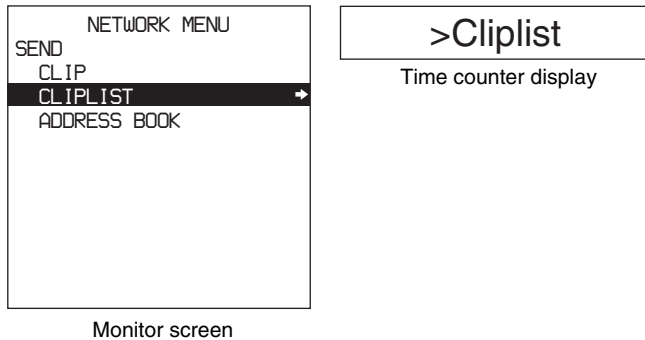 NETWORK MENU
SEND
CLIP
CLIPLIST
ADDRESS BOOK
Monitor screen
>Cliplist
Time counter display